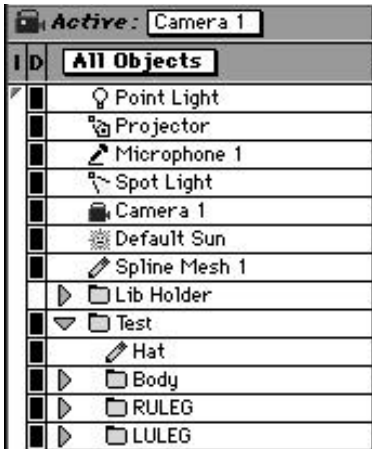 Active: Camera 1
I D All Objects
Point Light
Projector
Microphone 1
Spot Light
Camera 1
Default Sun
Spline Mesh 1
Lib Holder
Test
Hat
Body
RULEG
LULEG